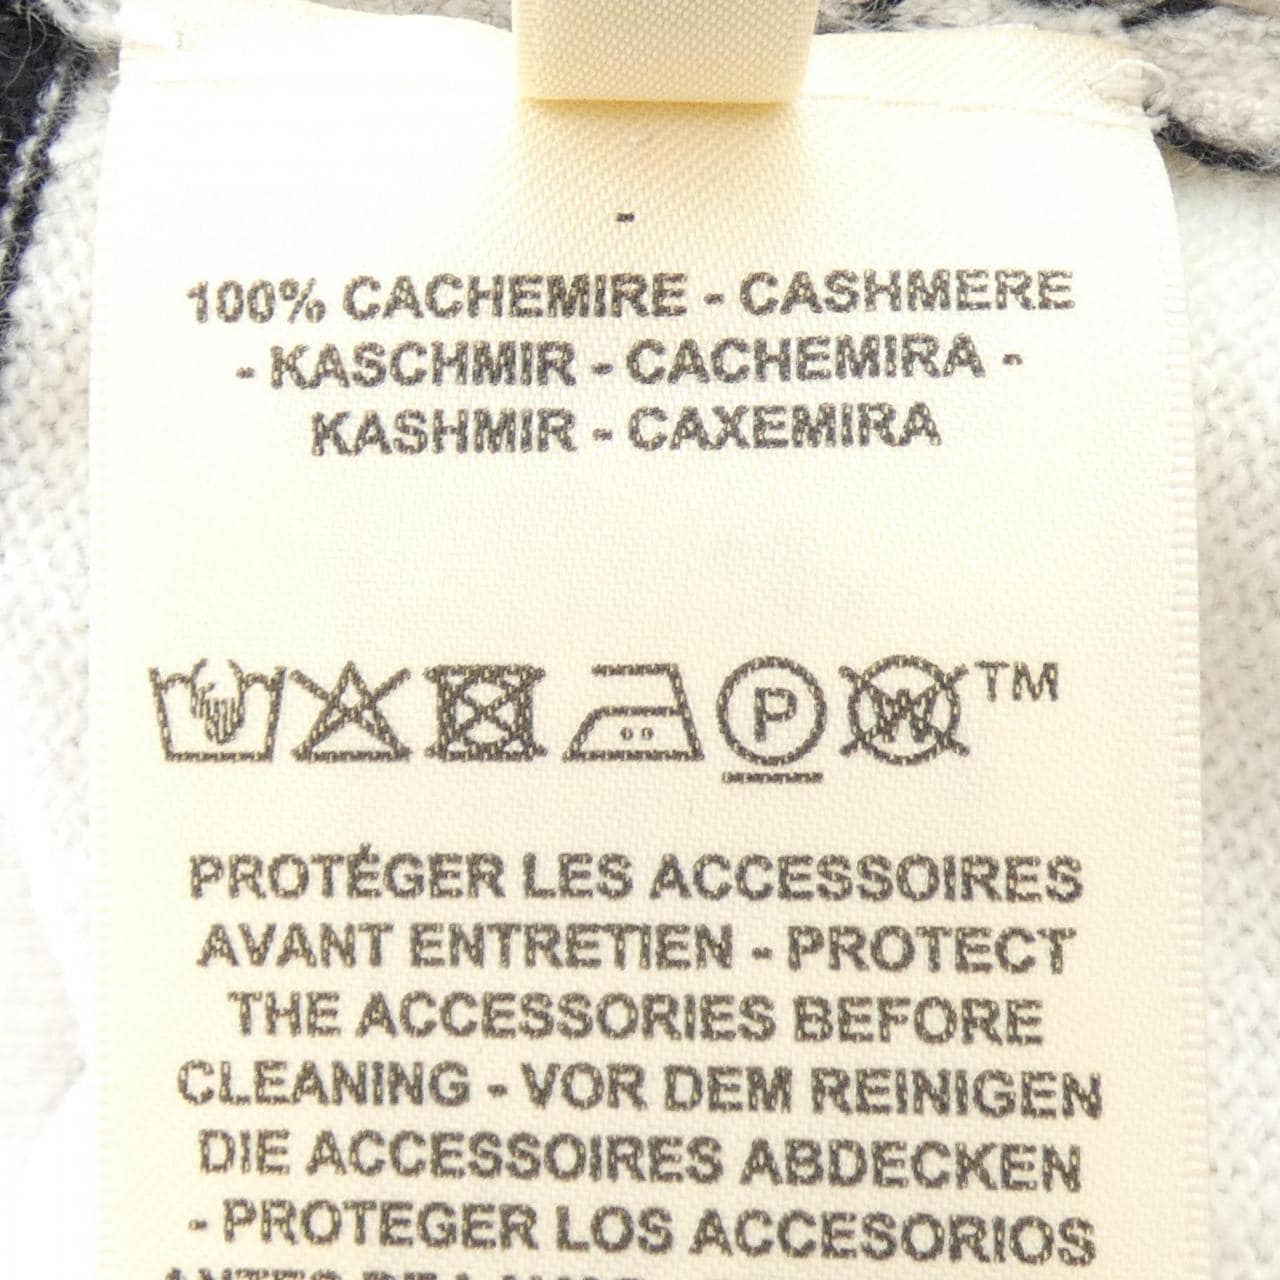 -
100% CACHEMIRE - CASHMERE
- KASCHMIR - CACHEMIRA -
KASHMIR - CAXEMIRA
P W TM
PROTÉGER LES ACCESSOIRES
AVANT ENTRETIEN - PROTECT
THE ACCESSORIES BEFORE
CLEANING - VOR DEM REINIGEN
DIE ACCESSOIRES ABDECKEN
- PROTEGER LOS ACCESORIOS